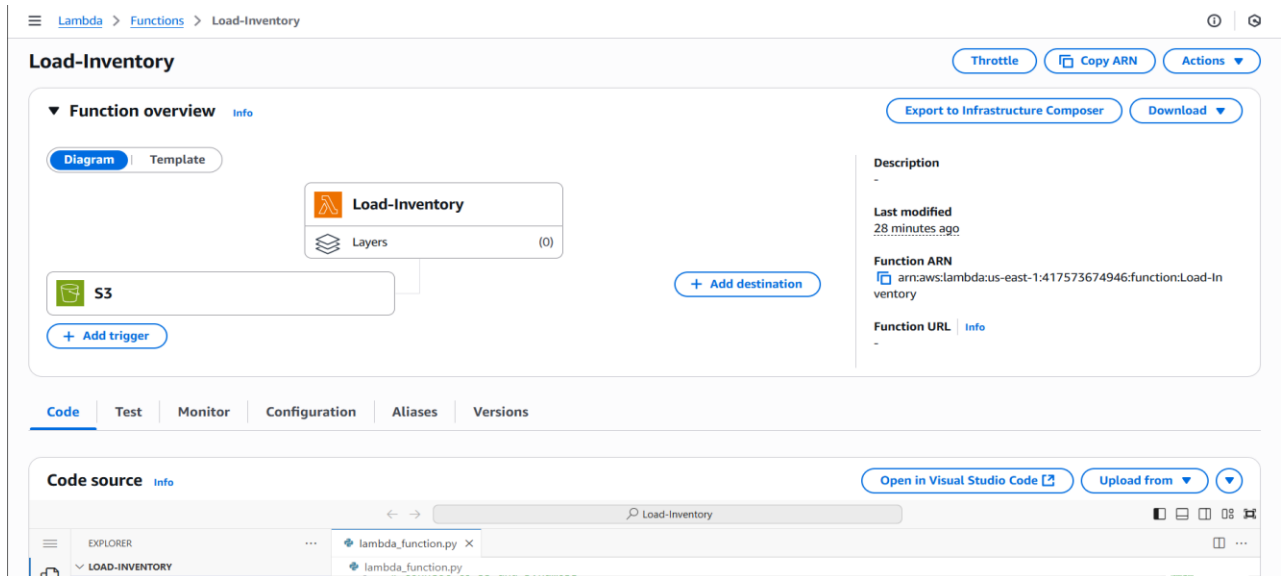 Lambda > Functions > Load-Inventory
Load-Inventory
Throttle
Copy ARN
Actions
Function overview Info
Export to Infrastructure Composer
Download
Diagram
Template
Load-Inventory
Layers
(0)
S3
+ Add trigger
+ Add destination
Description
-
Last modified
28 minutes ago
Function ARN
arn:aws:lambda:us-east-1:417573674946:function:Load-In
ventory
Function URL Info
-
Code
Test
Monitor
Configuration
Aliases
Versions
Code source Info
Open in Visual Studio Code
Upload from
Load-Inventory
EXPLORER
lambda_function.py
LOAD-INVENTORY
lambda_function.py